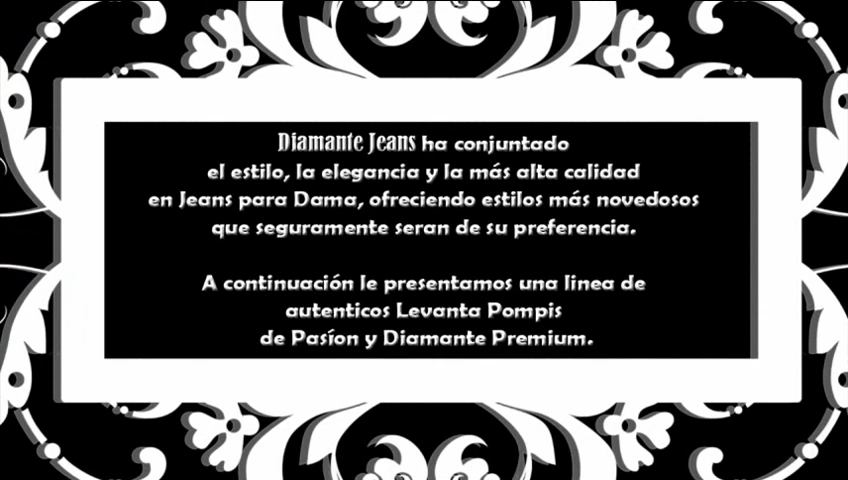 Diamante Jeans ha conjuntado
el estilo, la elegancia y la más alta calidad
en Jeans para Dama, ofreciendo estilos más novedosos
que seguramente seran de su preferencia.
A continuación le presentamos una linea de
autenticos Levanta Pompis
de Pasíon y Diamante Premium.